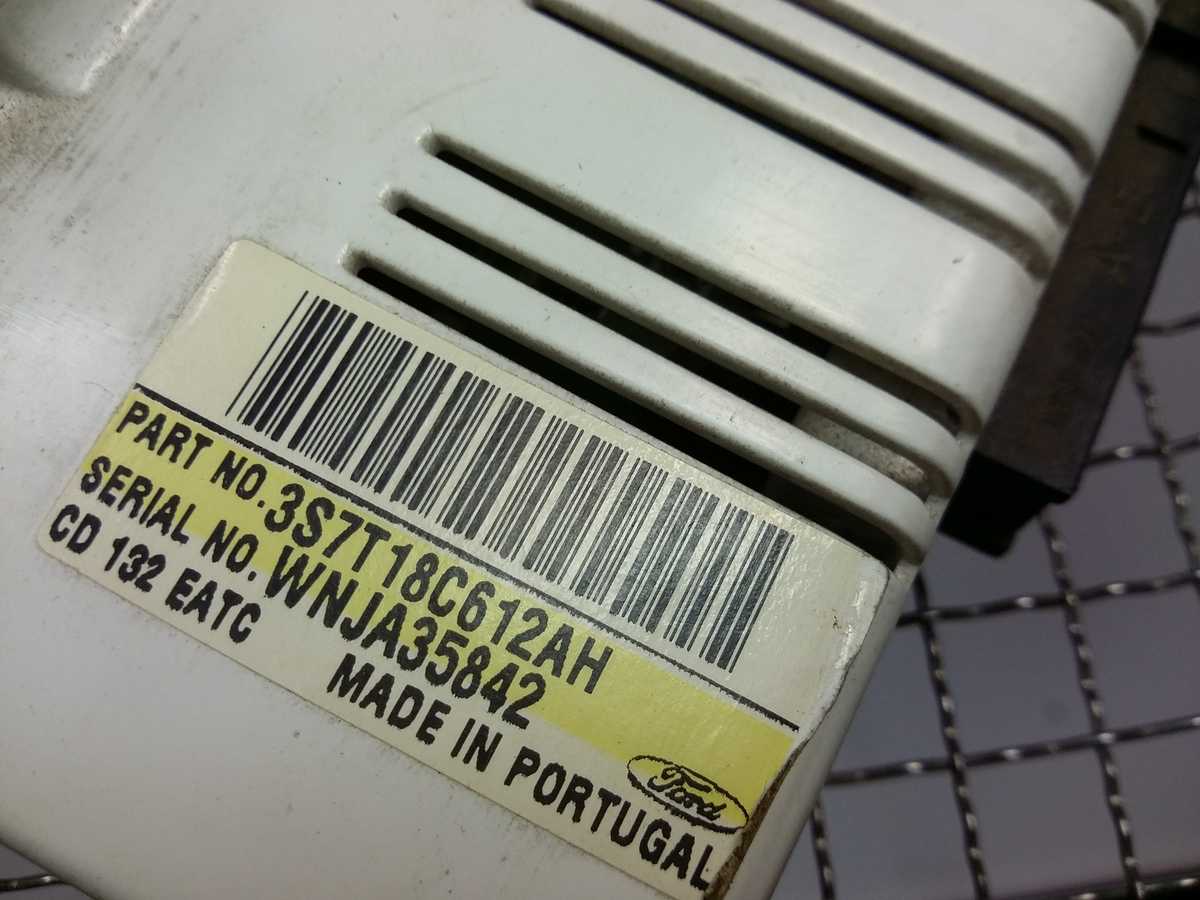 PART NO. 3S7T18C612AH
SERIAL NO. WNJA35842
CD 132 EATC
MADE IN PORTUGAL
Ford